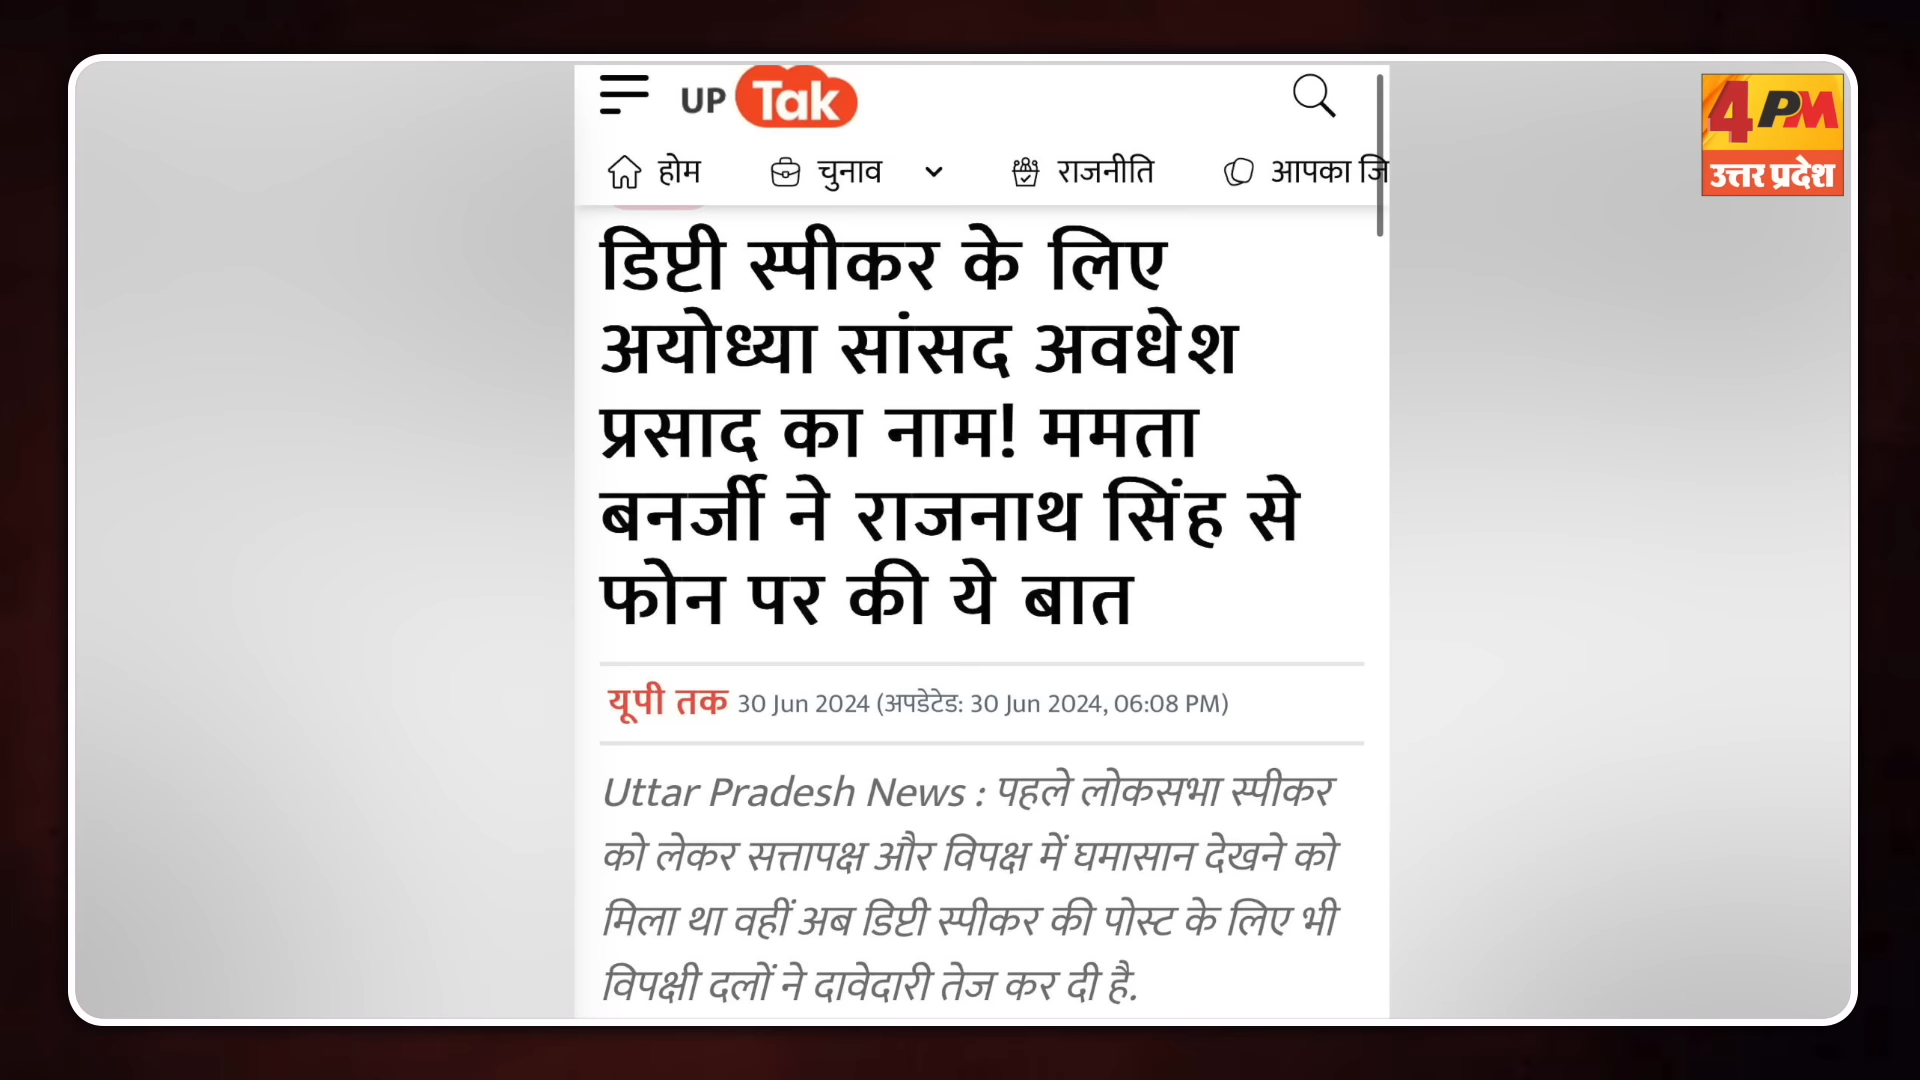 UP Tak
होम चुनाव राजनीति आपका जि
4PM
उत्तर प्रदेश
डिप्टी स्पीकर के लिए
अयोध्या सांसद अवधेश
प्रसाद का नाम! ममता
बनर्जी ने राजनाथ सिंह से
फोन पर की ये बात
यूपी तक 30 Jun 2024 (अपडेटेड: 30 Jun 2024, 06:08 PM)
Uttar Pradesh News : पहले लोकसभा स्पीकर
को लेकर सत्तापक्ष और विपक्ष में घमासान देखने को
मिला था वहीं अब डिप्टी स्पीकर की पोस्ट के लिए भी
विपक्षी दलों ने दावेदारी तेज कर दी है.